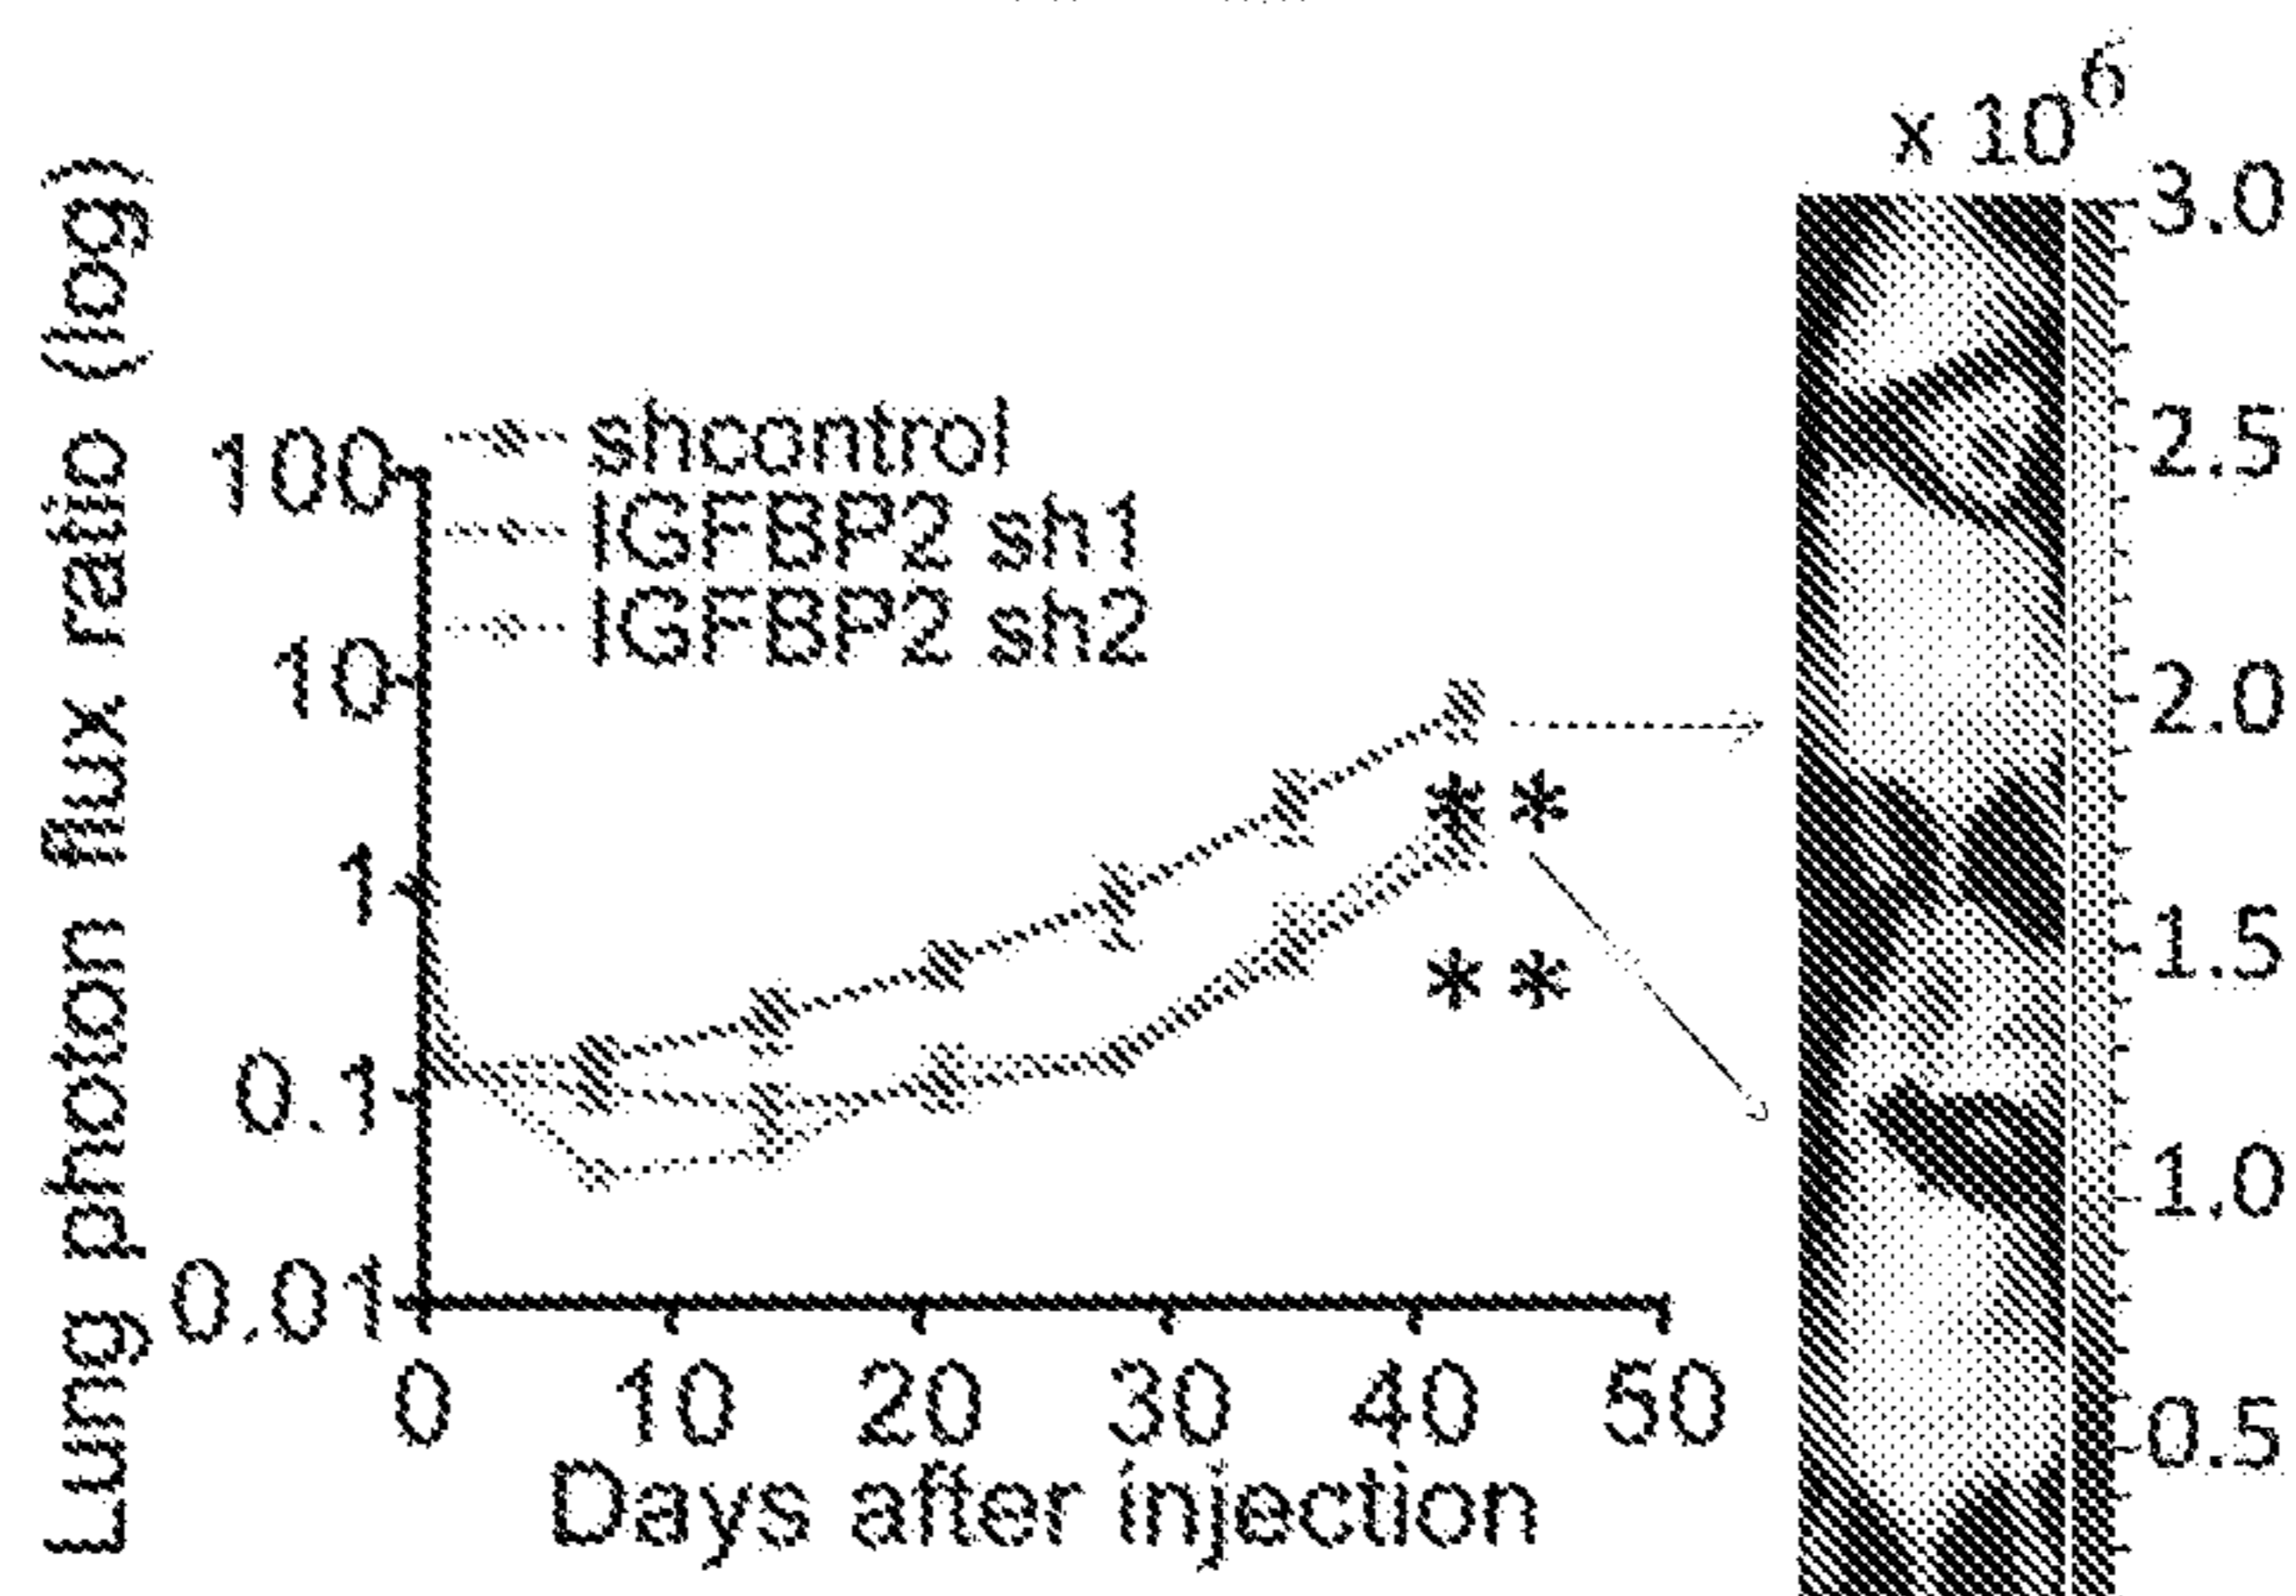 Lung photon flux ratio (log)
100
10
1
0.1
0.01
shcontrol
IGFBP2 sh1
IGFBP2 sh2
**
**
0 10 20 30 40 50
Days after injection
x 10^6
3.0
2.5
2.0
1.5
1.0
0.5